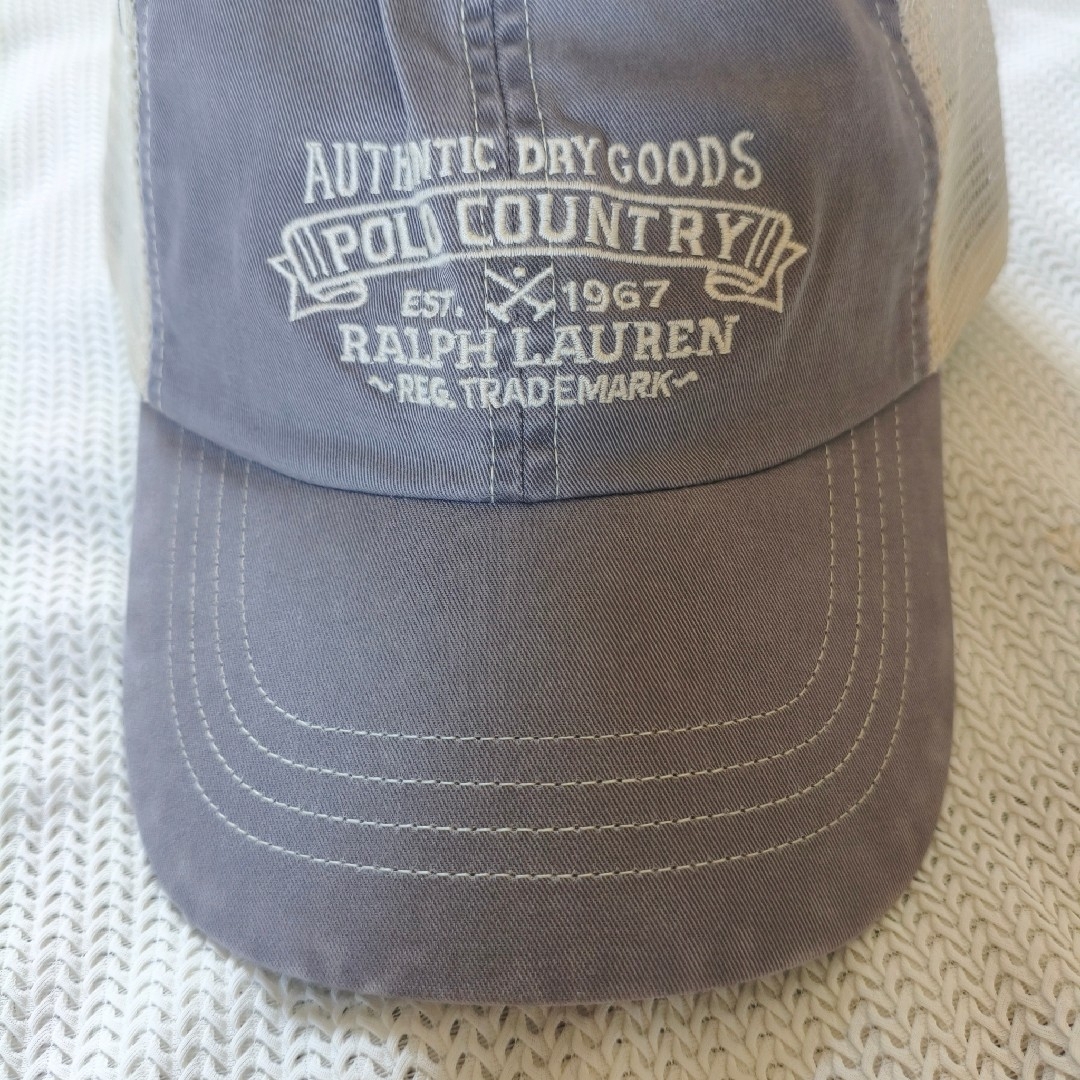 AUTHENTIC DRY GOODS
POLO COUNTRY
EST. 1967
RALPH LAUREN
~REG. TRADEMARK~